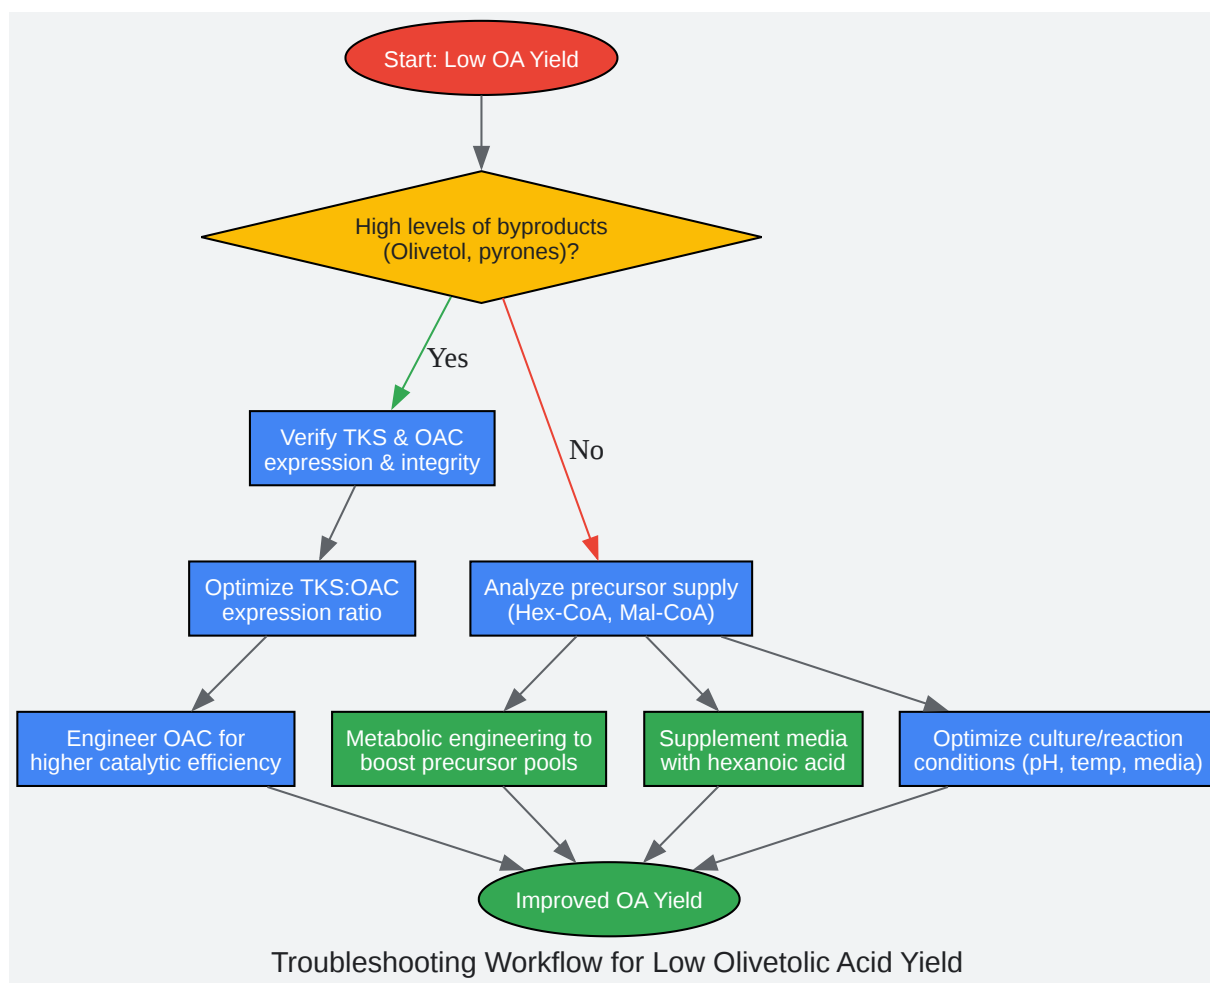 Start: Low OA Yield
High levels of byproducts
(Olivetol, pyrones)?
Yes
Verify TKS & OAC
expression & integrity
No
Optimize TKS:OAC
expression ratio
Analyze precursor supply
(Hex-CoA, Mal-CoA)
Engineer OAC for
higher catalytic efficiency
Metabolic engineering to
boost precursor pools
Supplement media
with hexanoic acid
Optimize culture/reaction
conditions (pH, temp, media)
Improved OA Yield
Troubleshooting Workflow for Low Olivetolic Acid Yield